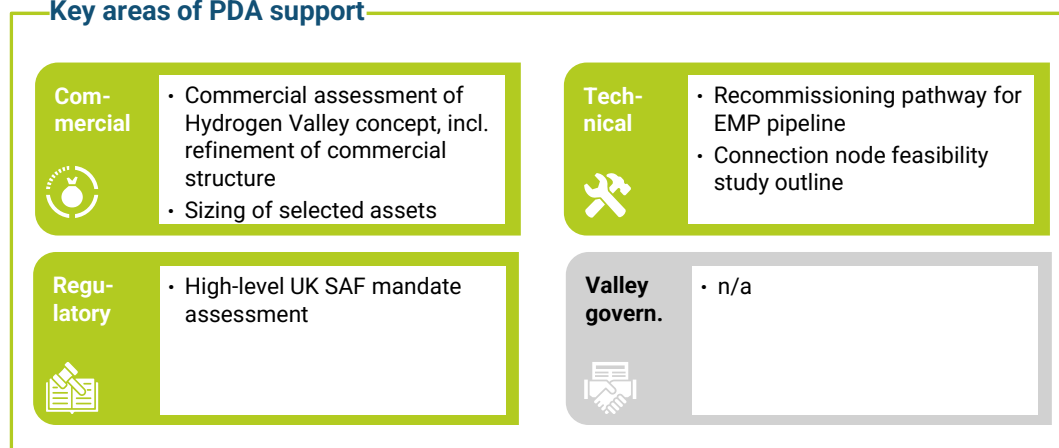 Key areas of PDA support
Com-
mercial
• Commercial assessment of
Hydrogen Valley concept, incl.
refinement of commercial
structure
• Sizing of selected assets
Tech-
nical
• Recommissioning pathway for
EMP pipeline
• Connection node feasibility
study outline
Regu-
latory
• High-level UK SAF mandate
assessment
Valley
govern.
• n/a